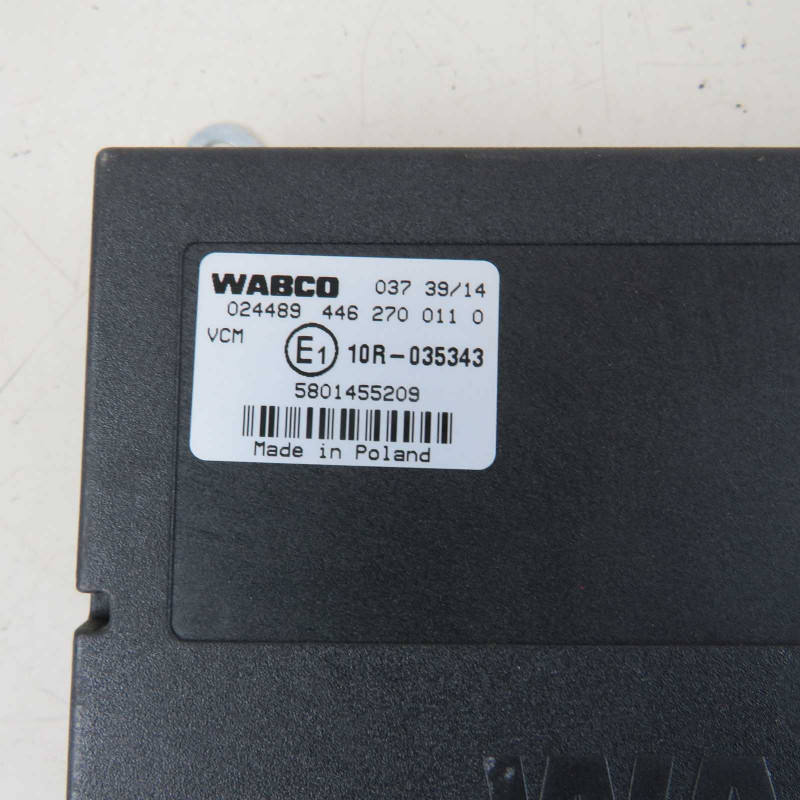 WABCO 037 39/14
024489 446 270 011 0
VCM E1 10R-035343
5801455209
Made in Poland